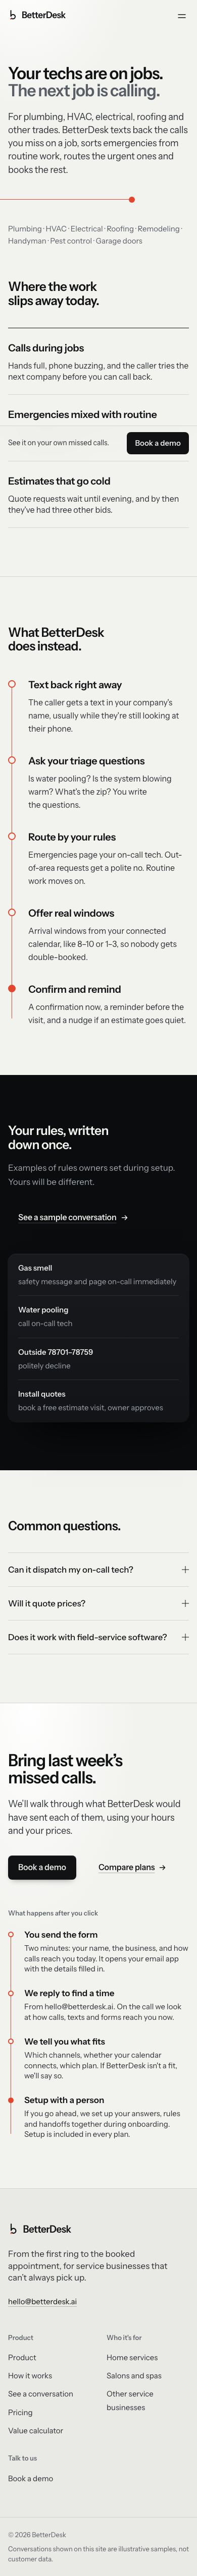 BetterDesk
Your techs are on jobs.
The next job is calling.
For plumbing, HVAC, electrical, roofing and
other trades. BetterDesk texts back the calls
you miss on a job, sorts emergencies from
routine work, routes the urgent ones and
books the rest.
Plumbing · HVAC · Electrical · Roofing · Remodeling ·
Handyman · Pest control · Garage doors
Where the work
slips away today.
Calls during jobs
Hands full, phone buzzing, and the caller tries the
next company before you can call back.
Emergencies mixed with routine
See it on your own missed calls.
Book a demo
Estimates that go cold
Quote requests wait until evening, and by then
they've had three other bids.
What BetterDesk
does instead.
Text back right away
The caller gets a text in your company's
name, usually while they're still looking at
their phone.
Ask your triage questions
Is water pooling? Is the system blowing
warm? What's the zip? You write
the questions.
Route by your rules
Emergencies page your on-call tech. Out-
of-area requests get a polite no. Routine
work moves on.
Offer real windows
Arrival windows from your connected
calendar, like 8–10 or 1–3, so nobody gets
double-booked.
Confirm and remind
A confirmation now, a reminder before the
visit, and a nudge if an estimate goes quiet.
Your rules, written
down once.
Examples of rules owners set during setup.
Yours will be different.
See a sample conversation →
Gas smell
safety message and page on-call immediately
Water pooling
call on-call tech
Outside 78701–78759
politely decline
Install quotes
book a free estimate visit, owner approves
Common questions.
Can it dispatch my on-call tech?
Will it quote prices?
Does it work with field-service software?
Bring last week's
missed calls.
We'll walk through what BetterDesk would
have sent each of them, using your hours
and your prices.
Book a demo
Compare plans →
What happens after you click
You send the form
Two minutes: your name, the business, and how
calls reach you today. It opens your email app
with the details filled in.
We reply to find a time
From hello@betterdesk.ai. On the call we look
at how calls, texts and forms reach you now.
We tell you what fits
Which channels, whether your calendar
connects, which plan. If BetterDesk isn't a fit,
we'll say so.
Setup with a person
If you go ahead, we set up your answers, rules
and handoffs together during onboarding.
Setup is included in every plan.
BetterDesk
From the first ring to the booked
appointment, for service businesses that
can't always pick up.
hello@betterdesk.ai
Product
Product
How it works
See a conversation
Pricing
Value calculator
Who it's for
Home services
Salons and spas
Other service
businesses
Talk to us
Book a demo
© 2026 BetterDesk
Conversations shown on this site are illustrative samples, not
customer data.